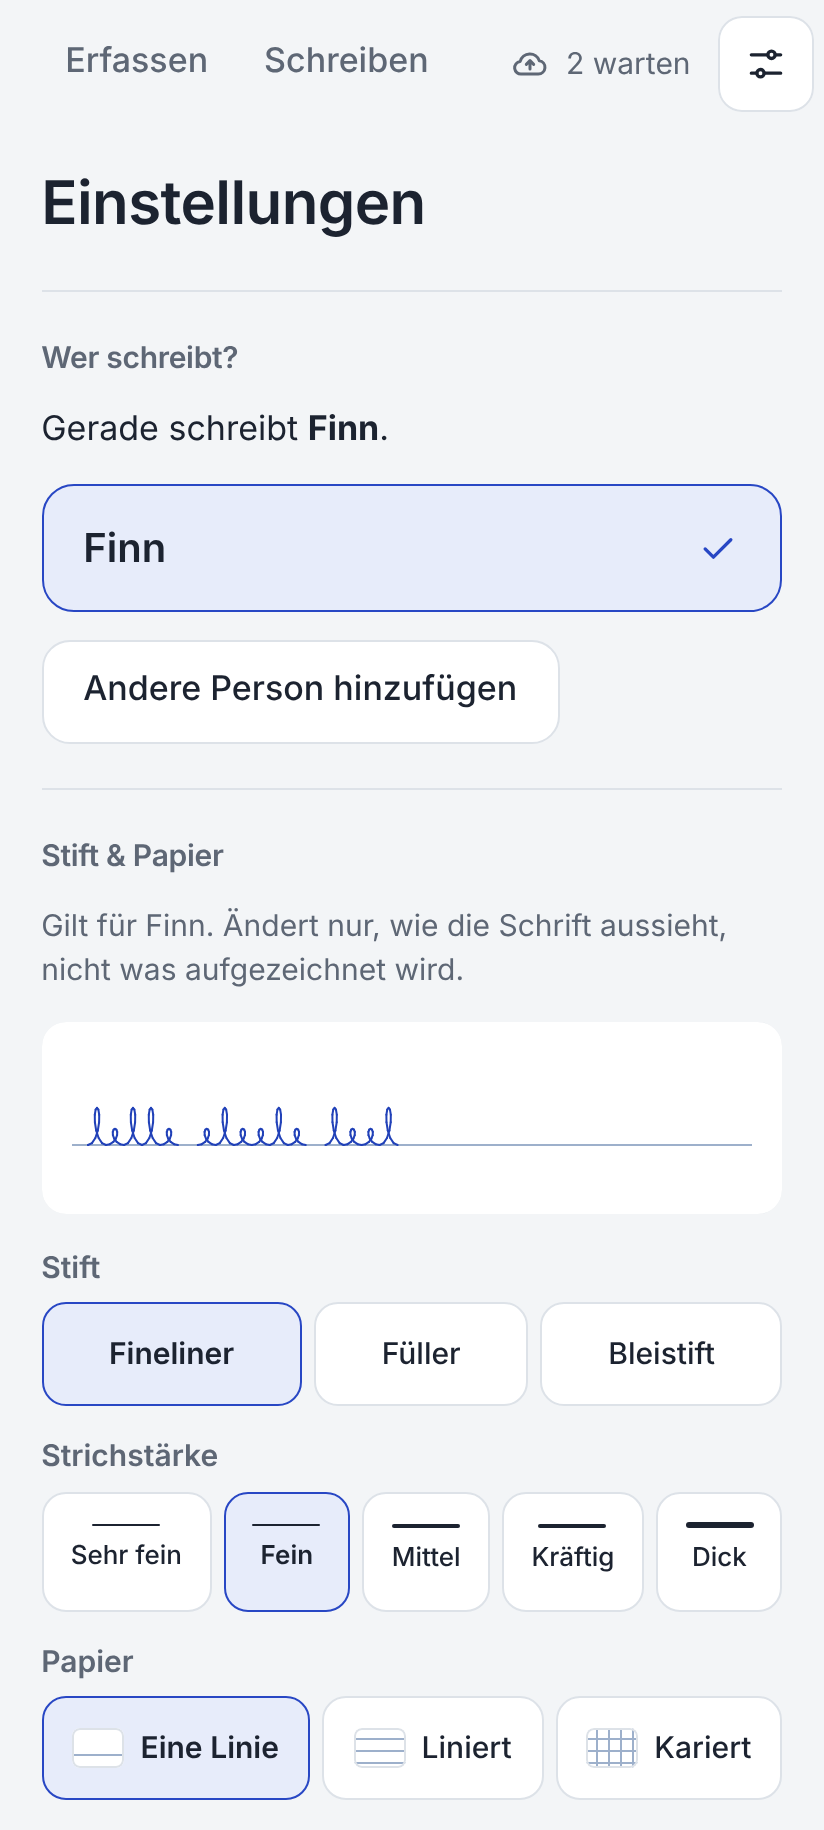 Erfassen Schreiben 2 warten
Einstellungen
Wer schreibt?
Gerade schreibt Finn.
Finn
Andere Person hinzufügen
Stift & Papier
Gilt für Finn. Ändert nur, wie die Schrift aussieht,
nicht was aufgezeichnet wird.
Stift
Fineliner Füller Bleistift
Strichstärke
Sehr fein Fein Mittel Kräftig Dick
Papier
Eine Linie Liniert Kariert